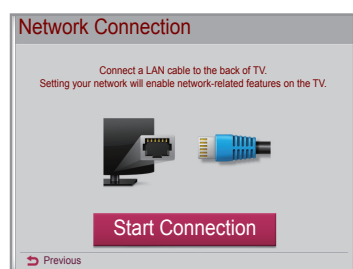 Network Connection
Connect a LAN cable to the back of TV.
Setting your network will enable network-related features on the TV.
Start Connection
Previous